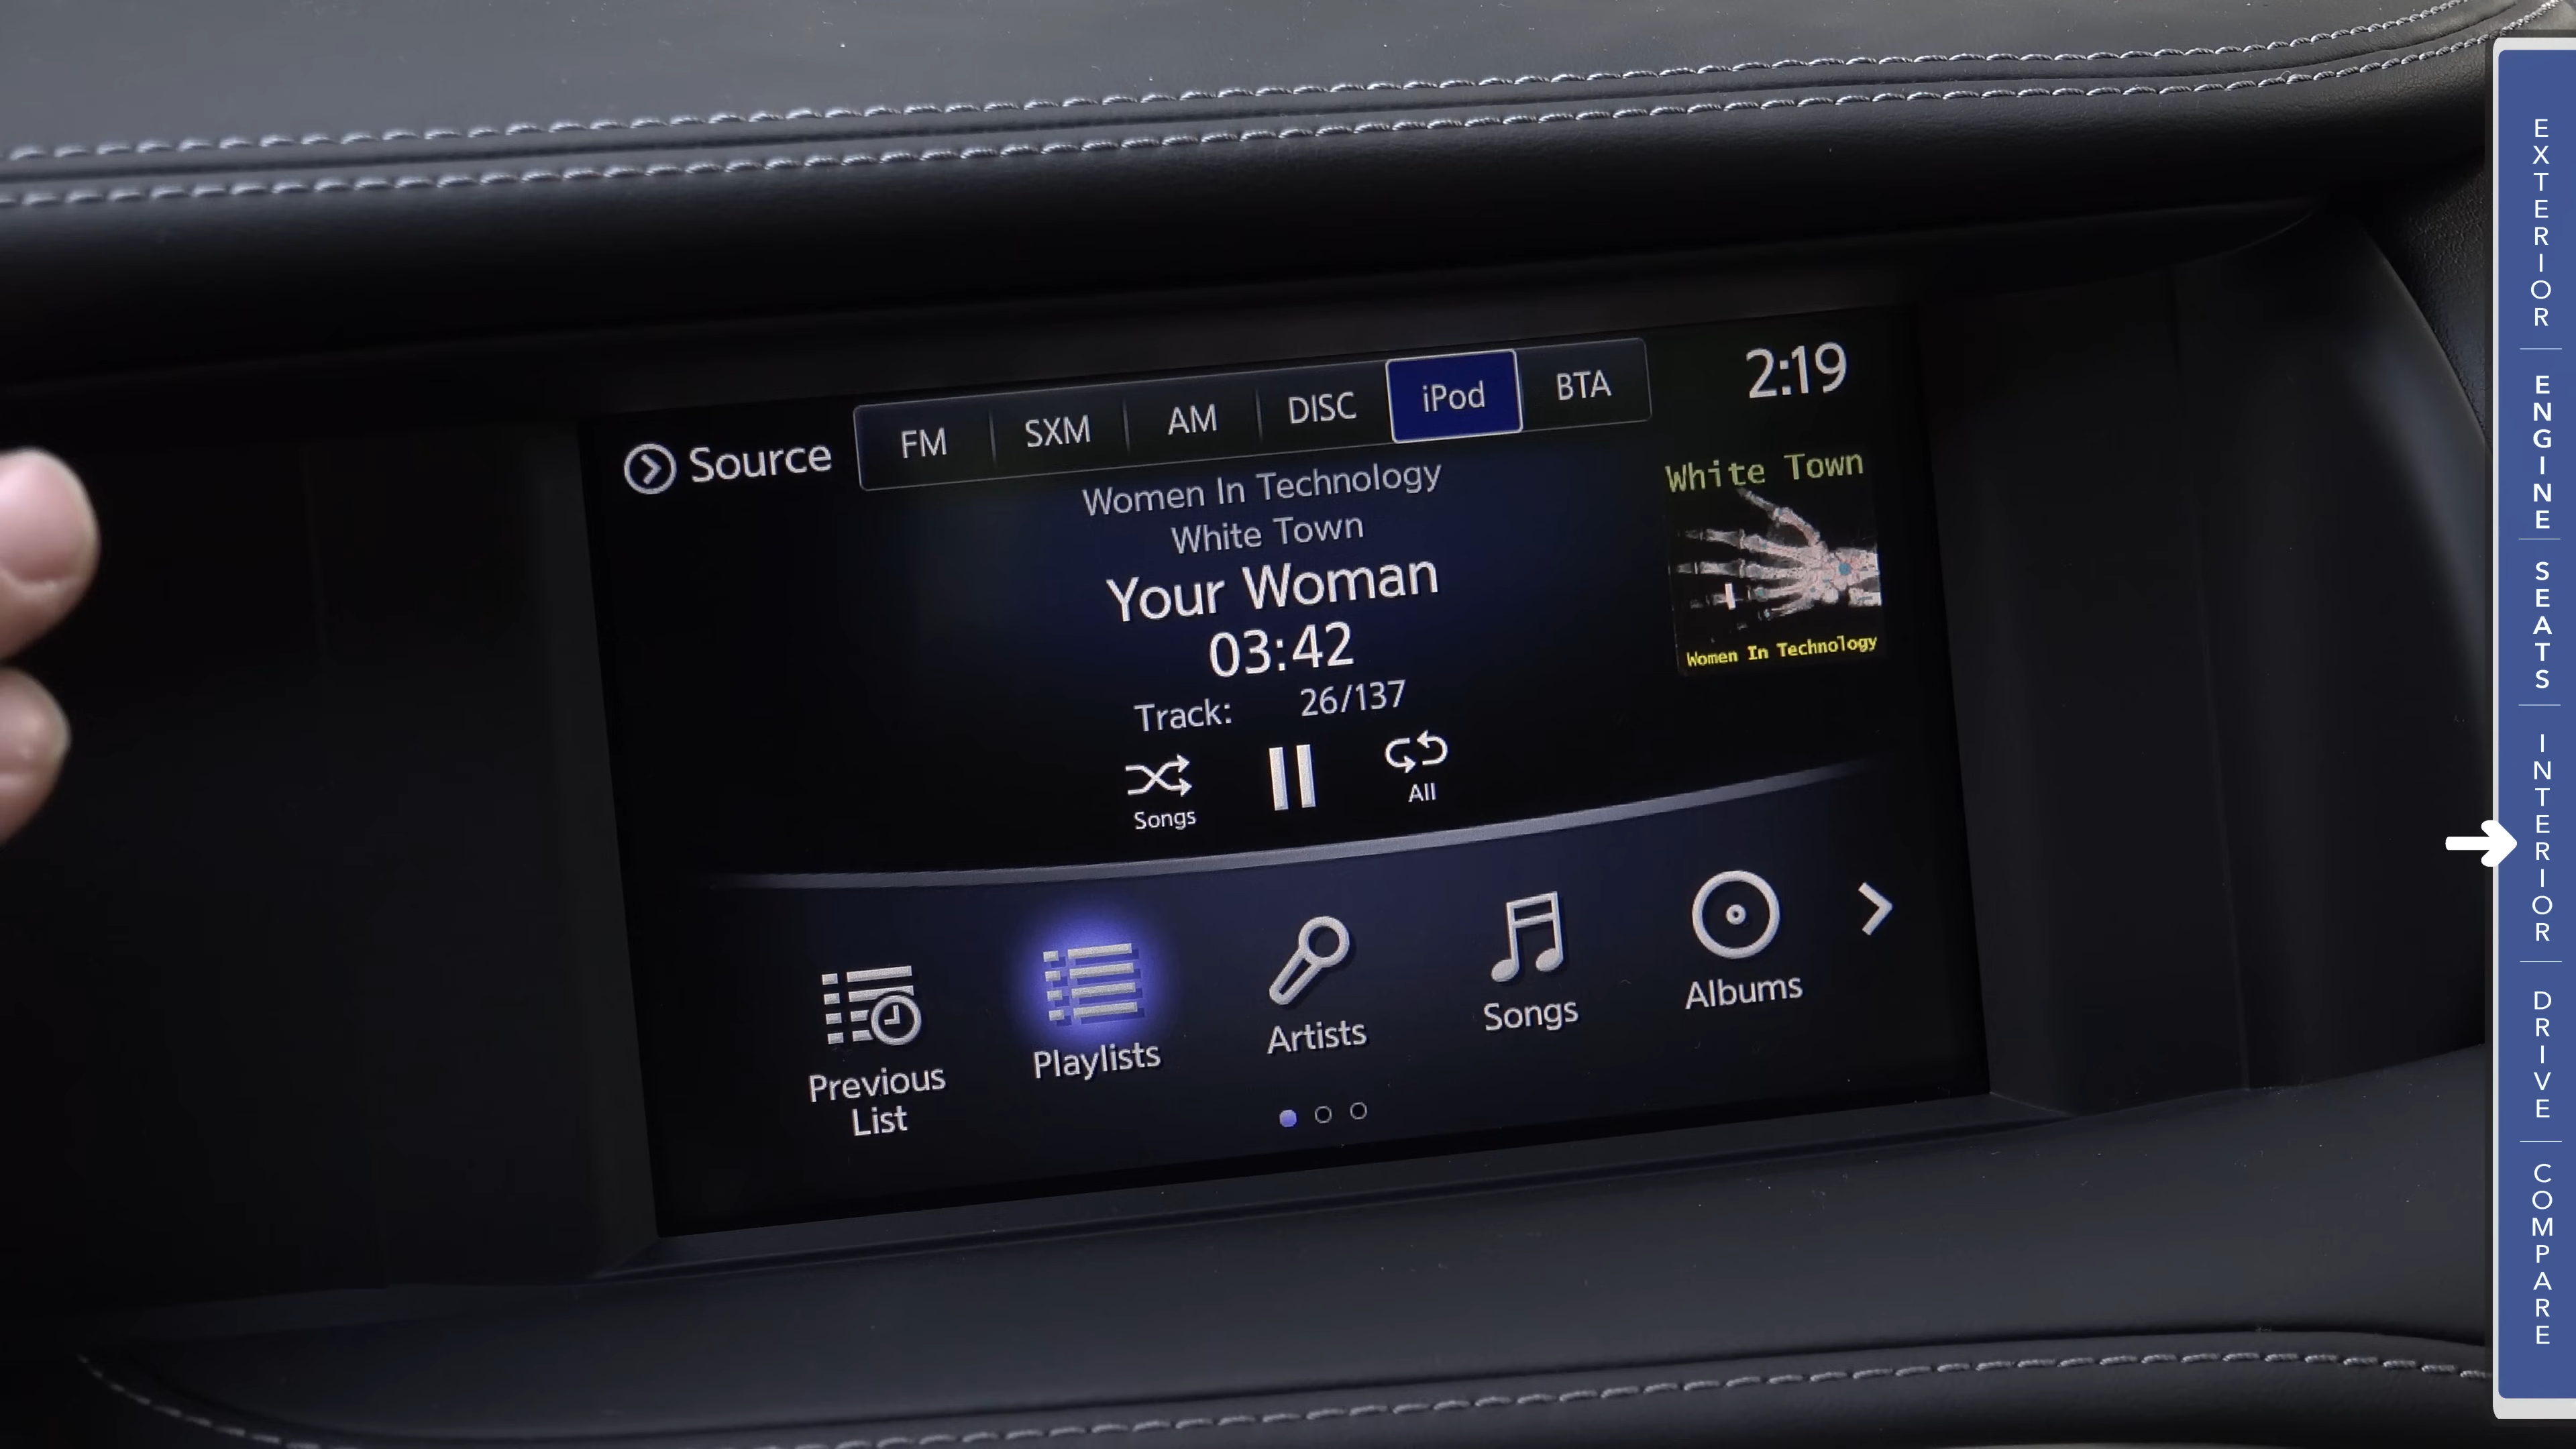 Source
FM SXM AM DISC iPod BTA
2:19
Women In Technology
White Town
Your Woman
03:42
Track: 26/137
Songs
All
White Town
Women In Technology
Previous
List
Playlists
Artists
Songs
Albums
EXTERIOR
ENGINE
SEATS
INTERIOR
DRIVE
COMPARE